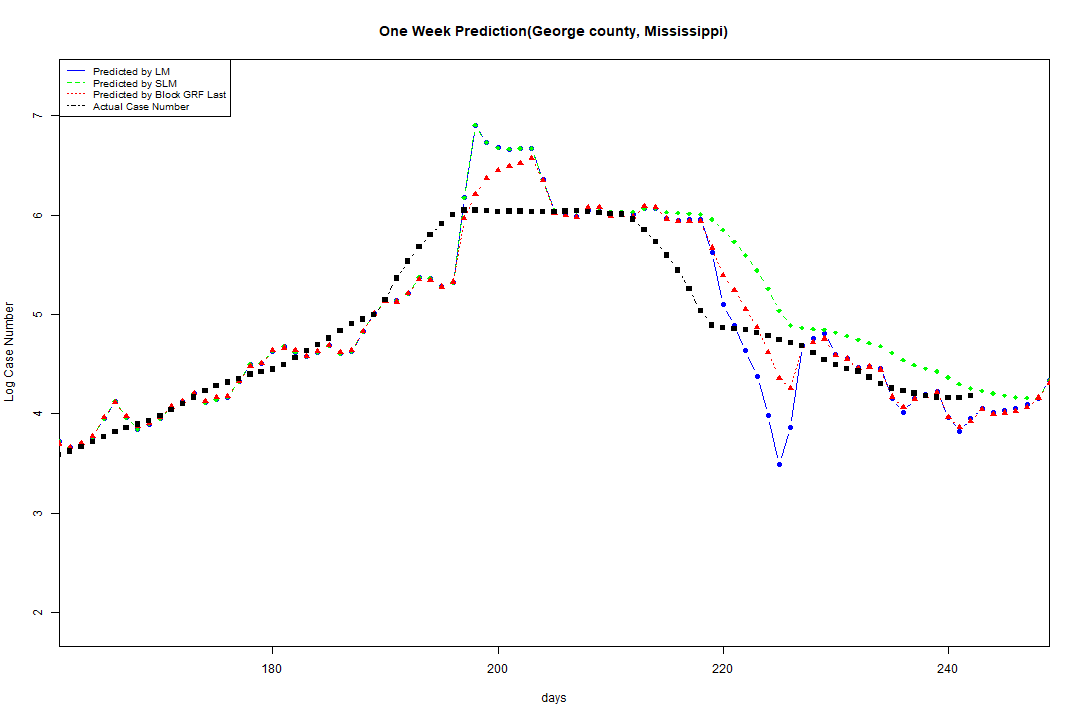 One Week Prediction(George county, Mississippi)
Predicted by LM
Predicted by SLM
Predicted by Block GRF Last
Actual Case Number
7
6
5
4
3
2
Log Case Number
180 200 220 240
days